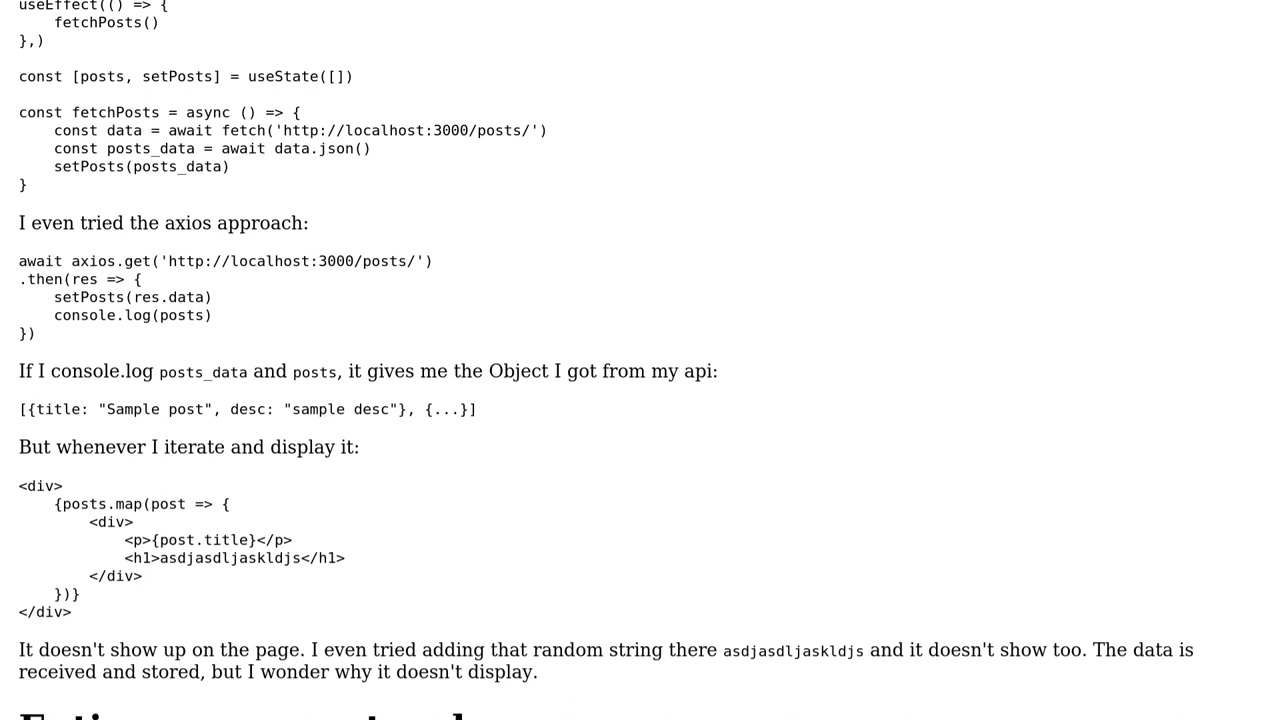 useEffect(() => {
    fetchPosts()
},)

const [posts, setPosts] = useState([])

const fetchPosts = async () => {
    const data = await fetch('http://localhost:3000/posts/')
    const posts_data = await data.json()
    setPosts(posts_data)
}

I even tried the axios approach:

await axios.get('http://localhost:3000/posts/')
.then(res => {
    setPosts(res.data)
    console.log(posts)
})

If I console.log posts_data and posts, it gives me the Object I got from my api:

[{title: "Sample post", desc: "sample desc"}, {...}]

But whenever I iterate and display it:

<div>
    {posts.map(post => {
        <div>
            <p>{post.title}</p>
            <h1>asdjasdljaskldjs</h1>
        </div>
    })}
</div>

It doesn't show up on the page. I even tried adding that random string there asdjasdljaskldjs and it doesn't show too. The data is
received and stored, but I wonder why it doesn't display.